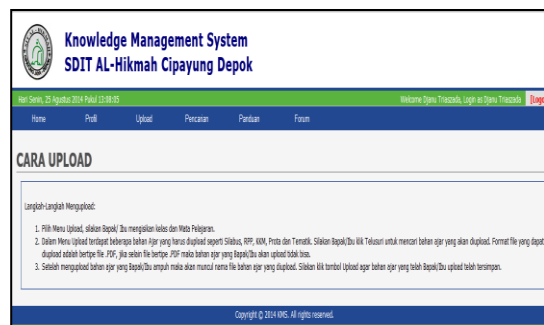 Knowledge Management System
SDIT AL-Hikmah Cipayung Depok
Hari Senin, 25 Agustus 2014 Pukul 13:38:05 Welcome Djanu Triaszada, Login as Djanu Triaszada [Logo
Home Profil Upload Pencarian Panduan Forum
CARA UPLOAD
Langkah-Langkah Mengupload:
1. Pilih Menu Upload, silakan Bapak/ Ibu mengisikan kelas dan Mata Pelajaran.
2. Dalam Menu Upload terdapat beberapa bahan Ajar yang harus diupload seperti Silabus, RPP, KKM, Prota dan Tematik. Silakan Bapak/Ibu klik Telusuri untuk mencari bahan ajar yang akan diupload. Format file yang dapat
diupload adalah bertipe file .PDF, jika selain file bertipe .PDF maka bahan ajar yang Bapak/Ibu akan upload tidak bisa.
3. Setelah mengupload bahan ajar yang Bapak/Ibu ampuh maka akan muncul nama file bahan ajar yang diupload. Silakan klik tombol Upload agar bahan ajar yang telah Bapak/Ibu upload telah tersimpan.
Copyright © 2014 KMS. All rights reserved.